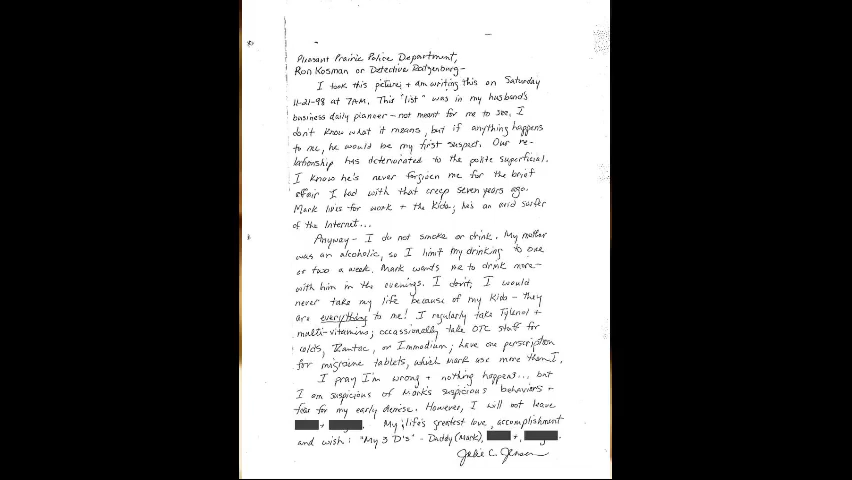 Pleasant Prairie Police Department,
Ron Kosman or Detective Ratzenburg-
I took this picture + am writing this on Saturday
11-21-98 at 7AM. This "list" was in my husband's
business daily planner - not meant for me to see. I
don't know what it means, but if anything happens
to me, he would be my first suspect. Our re-
lationship has deteriorated to the polite superficial.
I know he's never forgiven me for the brief
affair I had with that creep seven years ago.
Mark lives for work + the kids; he's an avid surfer
of the Internet...
Anyway - I do not smoke or drink. My mother
was an alcoholic, so I limit my drinking to one
or two a week. Mark wants me to drink more -
with him in the evenings. I don't. I would
never take my life because of my kids - they
are everything to me! I regularly take Tylenol +
multi-vitamins; occassionally take OTC stuff for
colds, Zantac, or Immodium; have one perscription
for migraine tablets, which Mark use more than I.
I pray I'm wrong + nothing happens... but
I am suspicious of Mark's suspicious behaviors +
fear for my early demise. However, I will not leave
+ . My life's greatest love, accomplishment
and wish: "My 3 D's" - Daddy (Mark), +, .
Julie C. Jensen